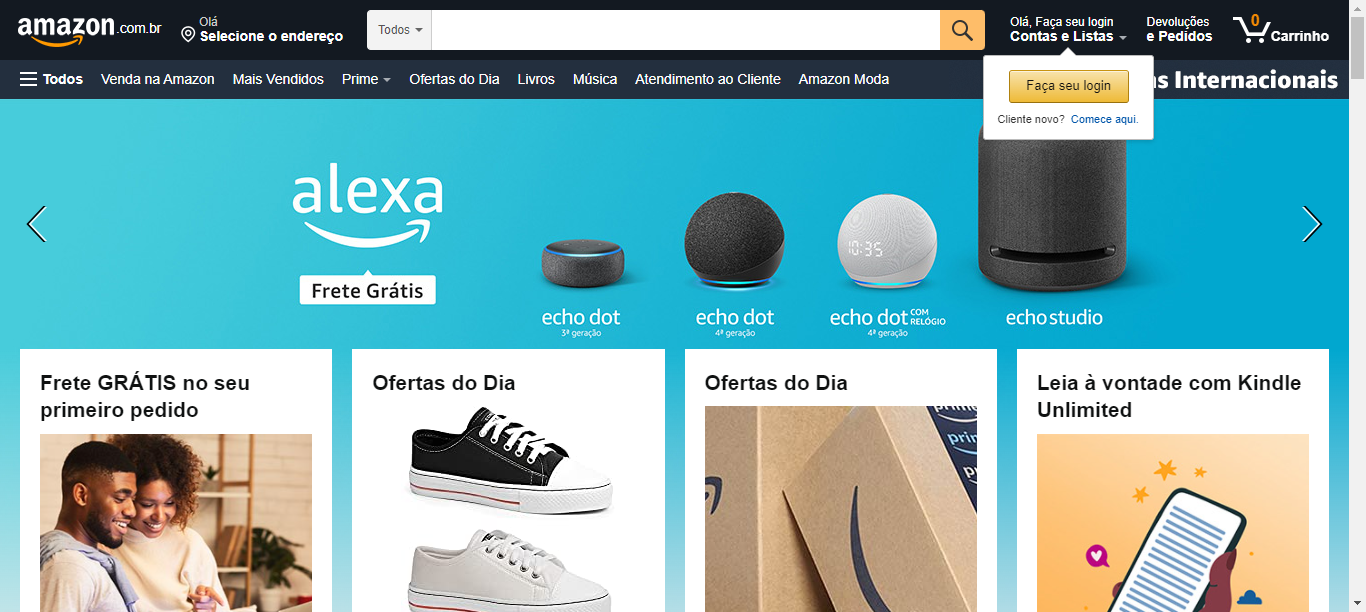 amazon.com.br
Olá
Selecione o endereço
Todos
Olá, Faça seu login
Contas e Listas
Devoluções
e Pedidos
0
Carrinho
Todos
Venda na Amazon
Mais Vendidos
Prime
Ofertas do Dia
Livros
Música
Atendimento ao Cliente
Amazon Moda
Internacionais
Faça seu login
Cliente novo? Comece aqui.
alexa
Frete Grátis
10:35
echo dot
3ª geração
echo dot
4ª geração
echo dot COM RELÓGIO
4ª geração
echo studio
Frete GRÁTIS no seu
primeiro pedido
Ofertas do Dia
Ofertas do Dia
Leia à vontade com Kindle
Unlimited